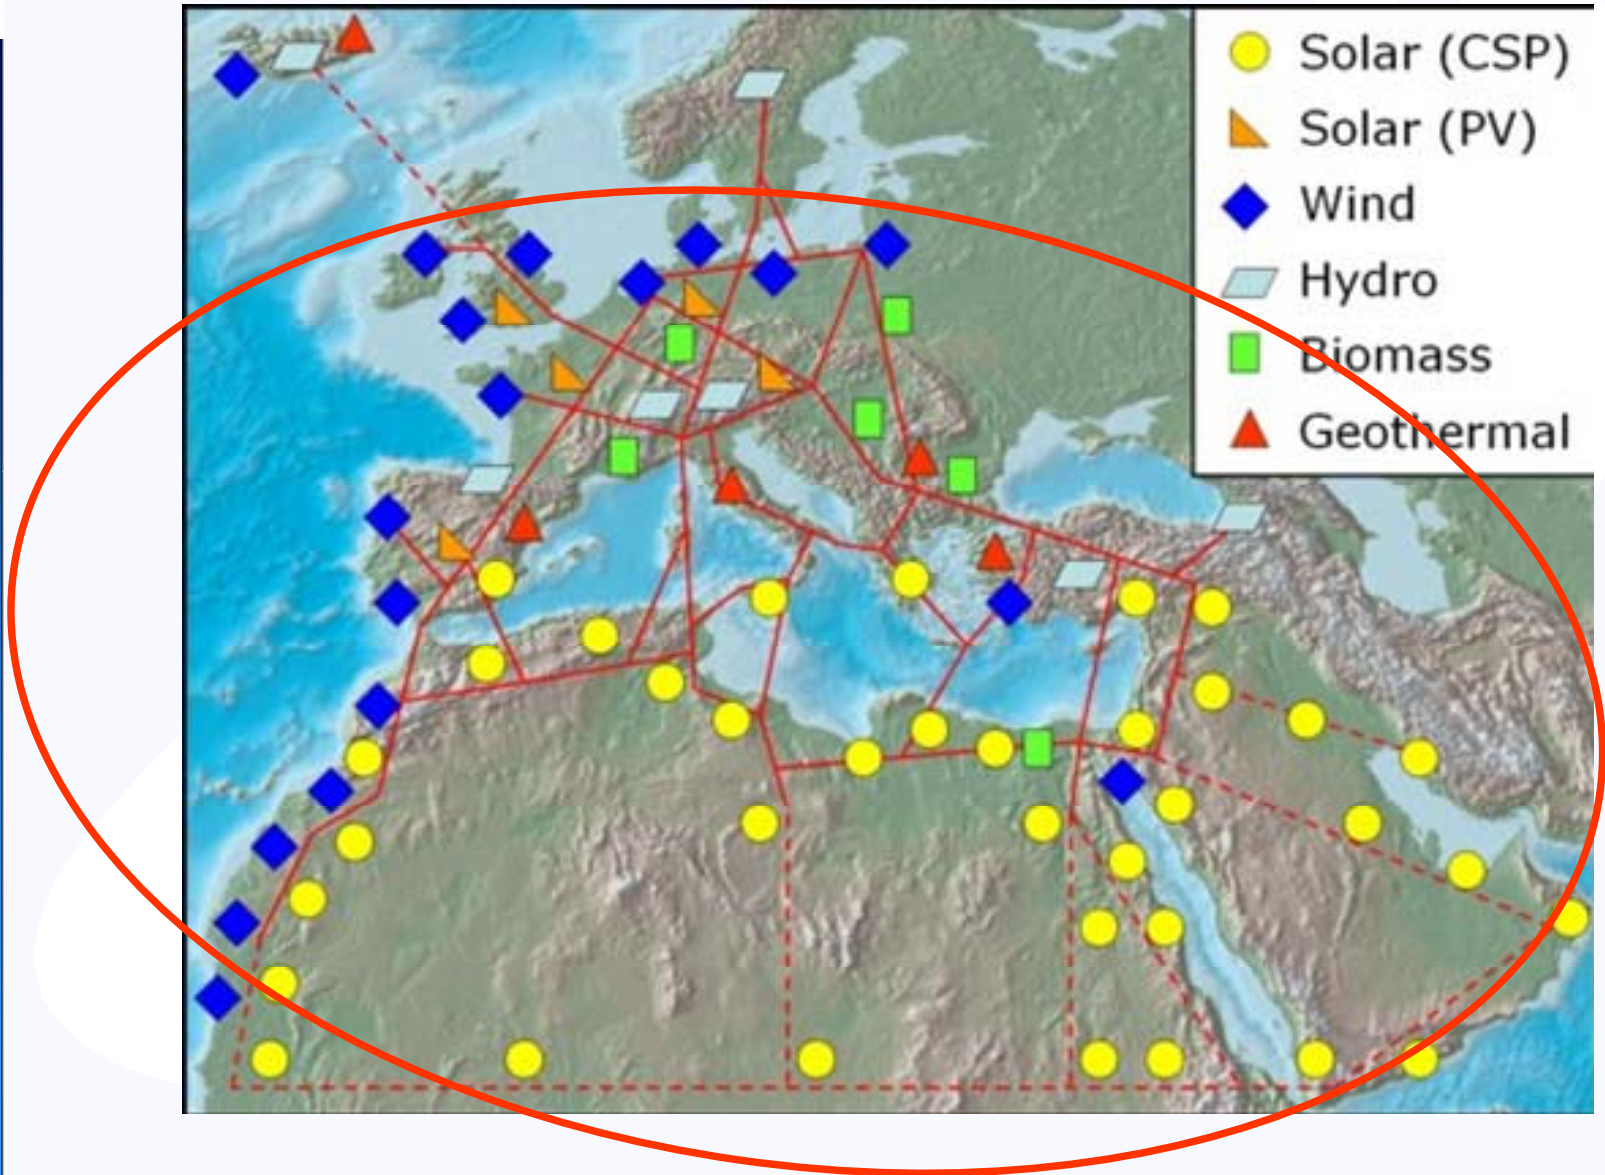 Solar (CSP)
Solar (PV)
Wind
Hydro
Biomass
Geothermal